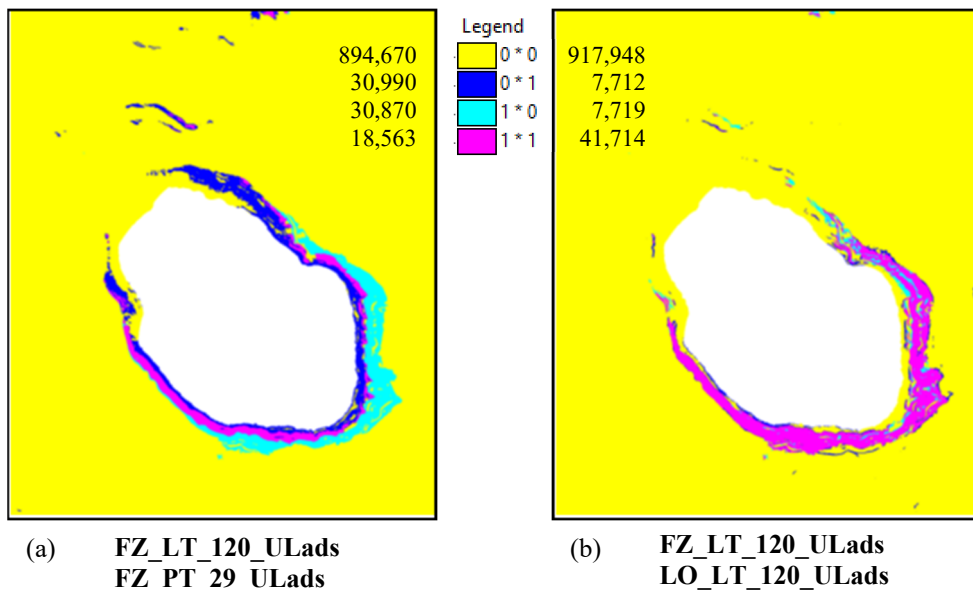 Legend
894,670 0 * 0 917,948
30,990 0 * 1 7,712
30,870 1 * 0 7,719
18,563 1 * 1 41,714
(a) FZ_LT_120_ULads
FZ_PT_29_ULads
(b) FZ_LT_120_ULads
LO_LT_120_ULads